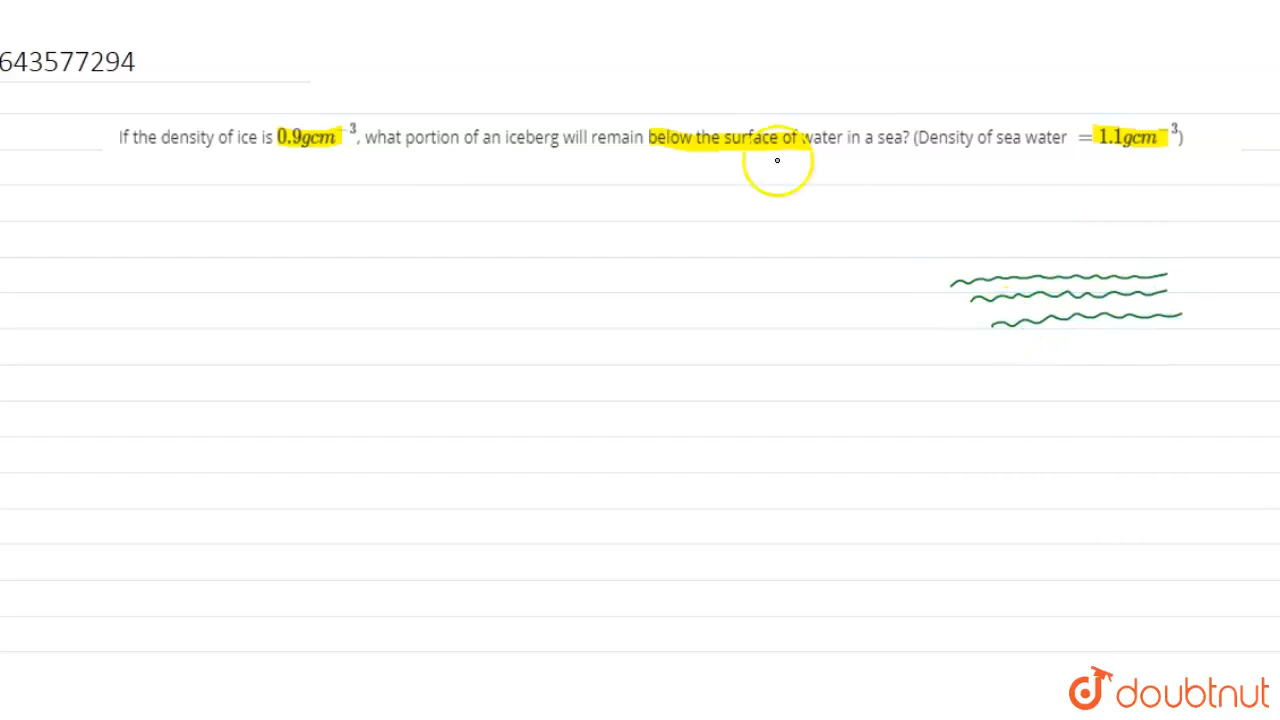 643577294
If the density of ice is 0.9gcm⁻³, what portion of an iceberg will remain below the surface of water in a sea? (Density of sea water = 1.1gcm⁻³)
doubtnut